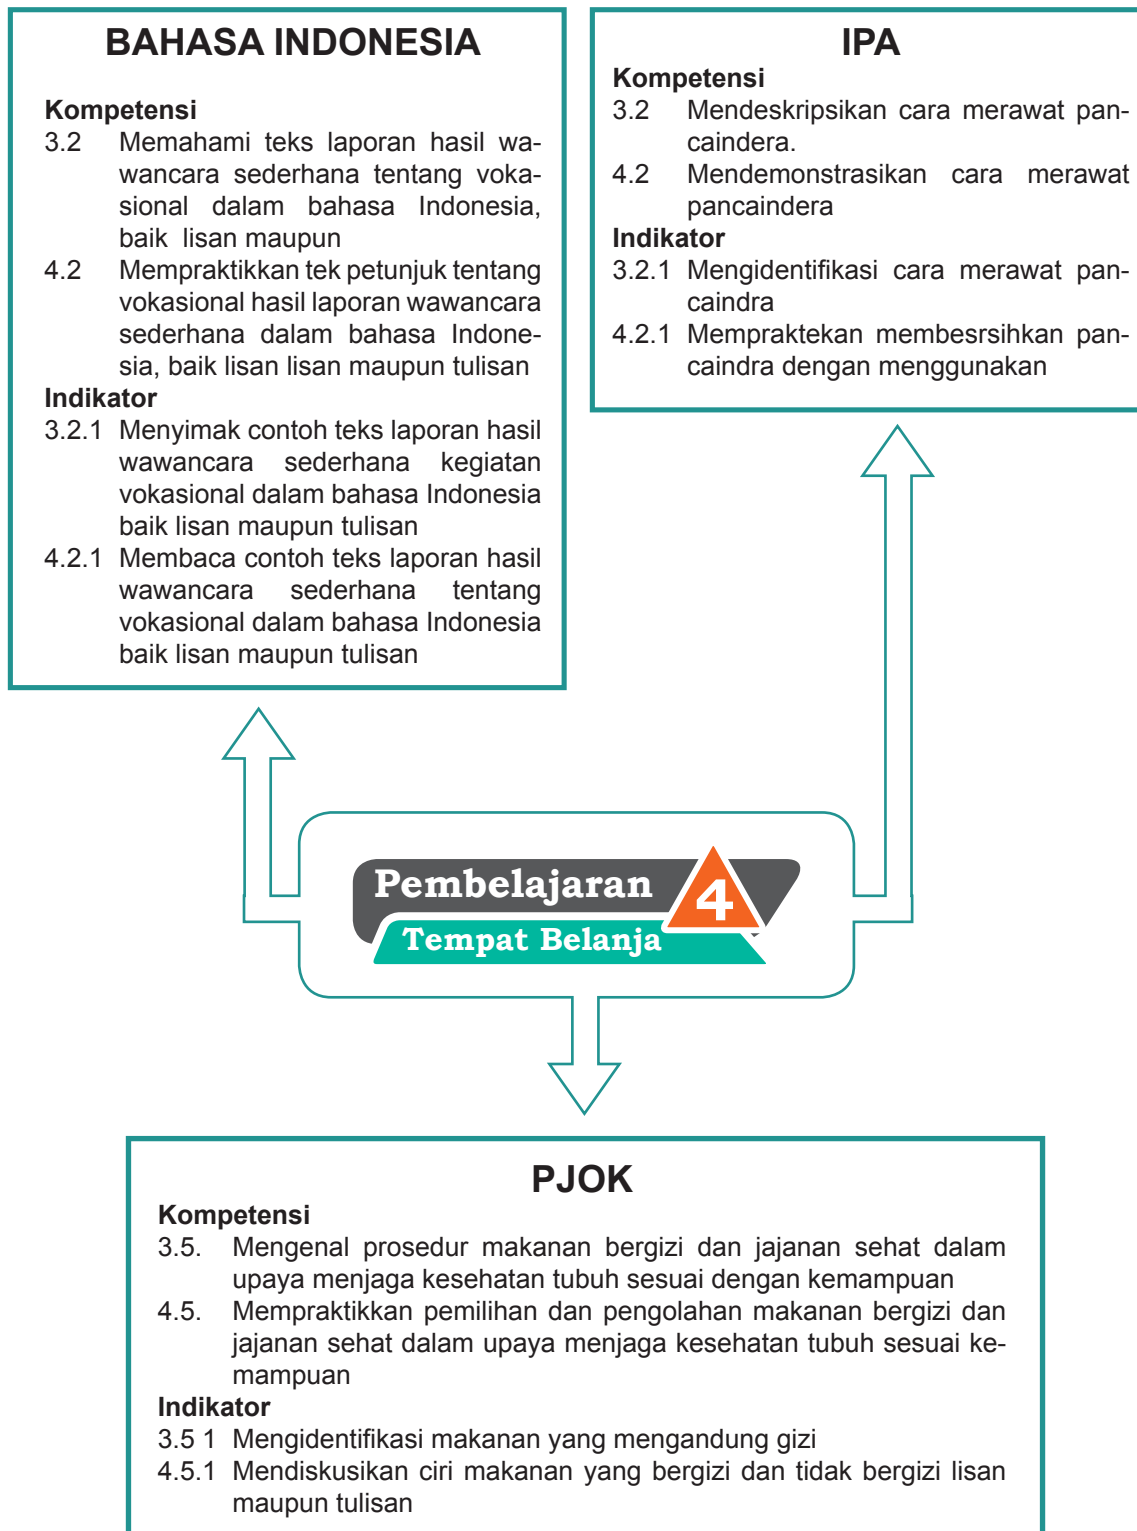 BAHASA INDONESIA
Kompetensi
3.2 Memahami teks laporan hasil wa-
wancara sederhana tentang voka-
sional dalam bahasa Indonesia,
baik lisan maupun
4.2 Mempraktikkan tek petunjuk tentang
vokasional hasil laporan wawancara
sederhana dalam bahasa Indone-
sia, baik lisan lisan maupun tulisan
Indikator
3.2.1 Menyimak contoh teks laporan hasil
wawancara sederhana kegiatan
vokasional dalam bahasa Indonesia
baik lisan maupun tulisan
4.2.1 Membaca contoh teks laporan hasil
wawancara sederhana tentang
vokasional dalam bahasa Indonesia
baik lisan maupun tulisan
IPA
Kompetensi
3.2 Mendeskripsikan cara merawat pan-
caindera.
4.2 Mendemonstrasikan cara merawat
pancaindera
Indikator
3.2.1 Mengidentifikasi cara merawat pan-
caindra
4.2.1 Mempraktekan membesrsihkan pan-
caindra dengan menggunakan
Pembelajaran 4
Tempat Belanja
PJOK
Kompetensi
3.5. Mengenal prosedur makanan bergizi dan jajanan sehat dalam
upaya menjaga kesehatan tubuh sesuai dengan kemampuan
4.5. Mempraktikkan pemilihan dan pengolahan makanan bergizi dan
jajanan sehat dalam upaya menjaga kesehatan tubuh sesuai ke-
mampuan
Indikator
3.5 1 Mengidentifikasi makanan yang mengandung gizi
4.5.1 Mendiskusikan ciri makanan yang bergizi dan tidak bergizi lisan
maupun tulisan